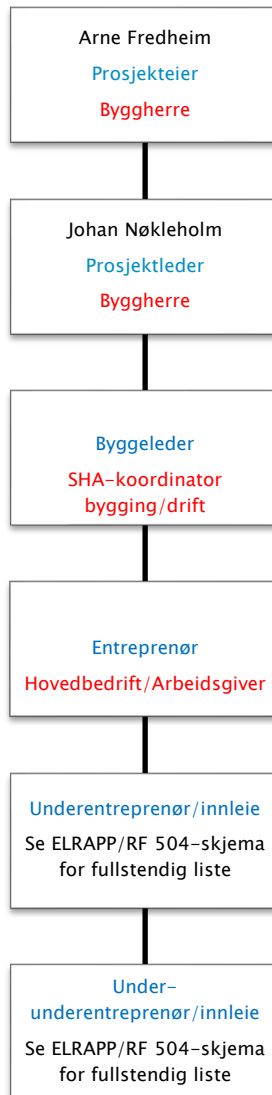 Arne Fredheim
Prosjekteier
Byggherre
Johan Nøkleholm
Prosjektleder
Byggherre
Byggeleder
SHA-koordinator
bygging/drift
Entreprenør
Hovedbedrift/Arbeidsgiver
Underentreprenør/innleie
Se ELRAPP/RF 504-skjema
for fullstendig liste
Under-
underentreprenør/innleie
Se ELRAPP/RF 504-skjema
for fullstendig liste